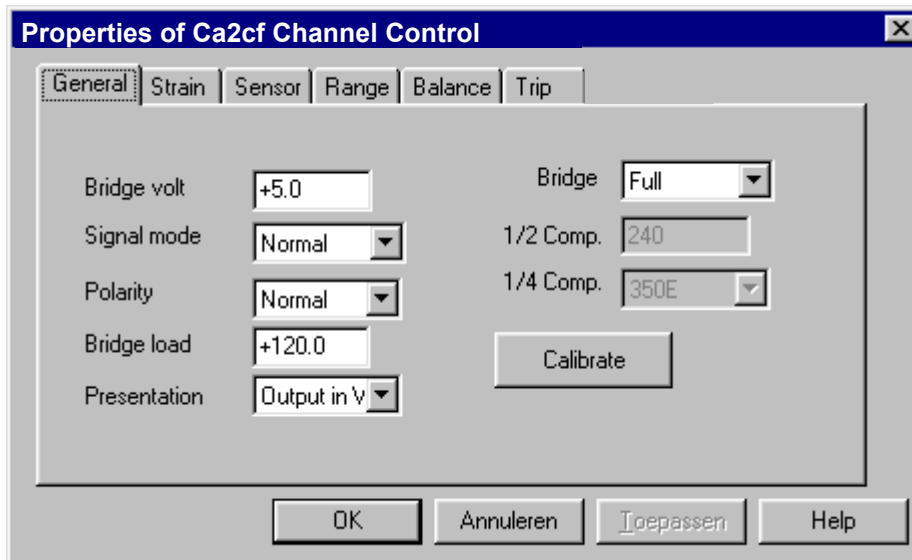 Properties of Ca2cf Channel Control
General Strain Sensor Range Balance Trip
Bridge volt +5.0
Signal mode Normal
Polarity Normal
Bridge load +120.0
Presentation Output in V
Bridge Full
1/2 Comp. 240
1/4 Comp. 350E
Calibrate
OK Annuleren Toepassen Help